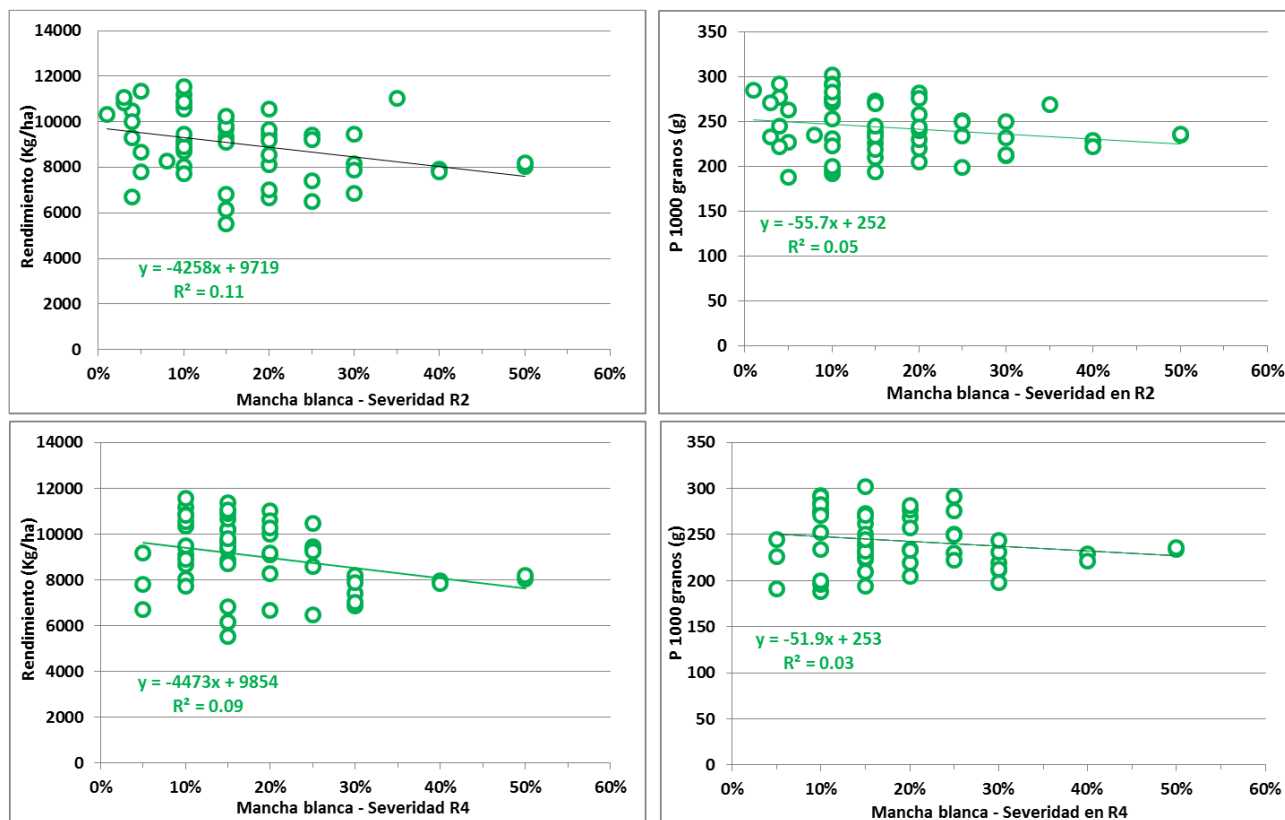 14000
12000
10000
8000
6000
4000
2000
0
Rendimiento (Kg/ha)
y = -4258x + 9719
R² = 0.11
0% 10% 20% 30% 40% 50% 60%
Mancha blanca - Severidad R2
350
300
250
200
150
100
50
0
P 1000 granos (g)
y = -55.7x + 252
R² = 0.05
0% 10% 20% 30% 40% 50% 60%
Mancha blanca - Severidad en R2
14000
12000
10000
8000
6000
4000
2000
0
Rendimiento (Kg/ha)
y = -4473x + 9854
R² = 0.09
0% 10% 20% 30% 40% 50% 60%
Mancha blanca - Severidad R4
350
300
250
200
150
100
50
0
P 1000 granos (g)
y = -51.9x + 253
R² = 0.03
0% 10% 20% 30% 40% 50% 60%
Mancha blanca - Severidad en R4